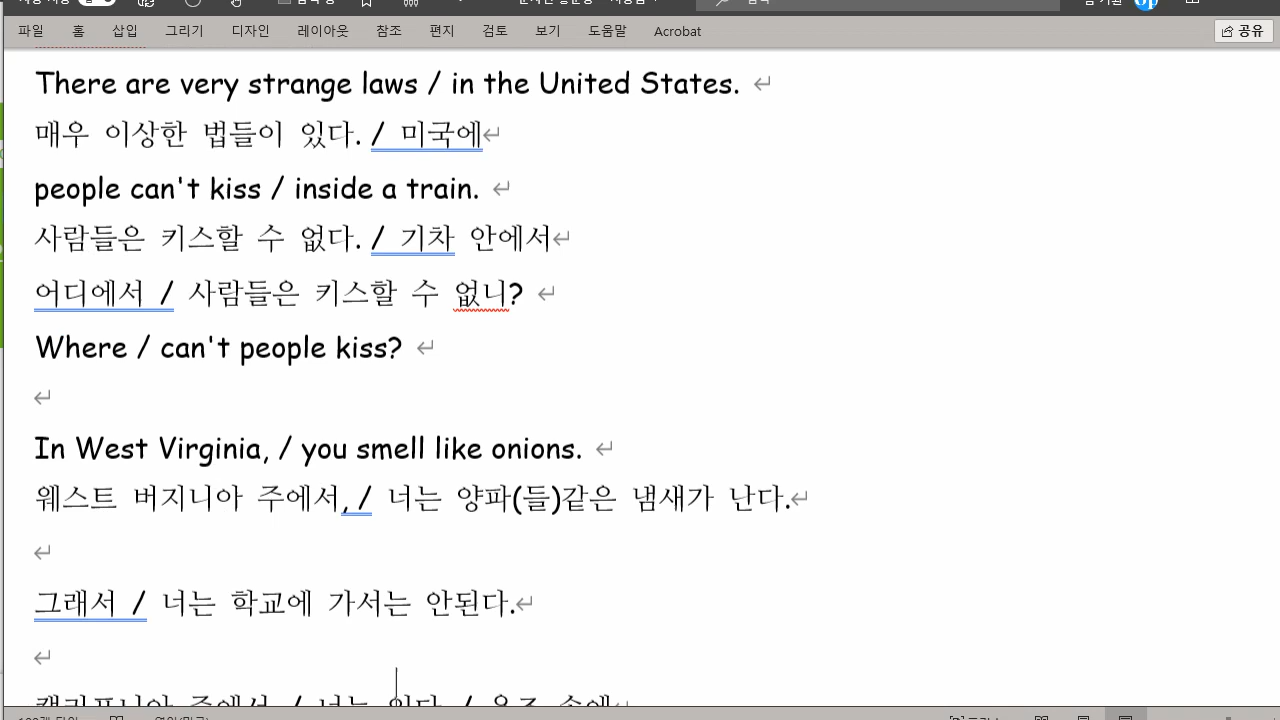 파일 홈 삽입 그리기 디자인 레이아웃 참조 편지 검토 보기 도움말 Acrobat 공유
There are very strange laws / in the United States.
매우 이상한 법들이 있다. / 미국에
people can't kiss / inside a train.
사람들은 키스할 수 없다. / 기차 안에서
어디에서 / 사람들은 키스할 수 없니?
Where / can't people kiss?
In West Virginia, / you smell like onions.
웨스트 버지니아 주에서, / 너는 양파(들)같은 냄새가 난다.
그래서 / 너는 학교에 가서는 안된다.